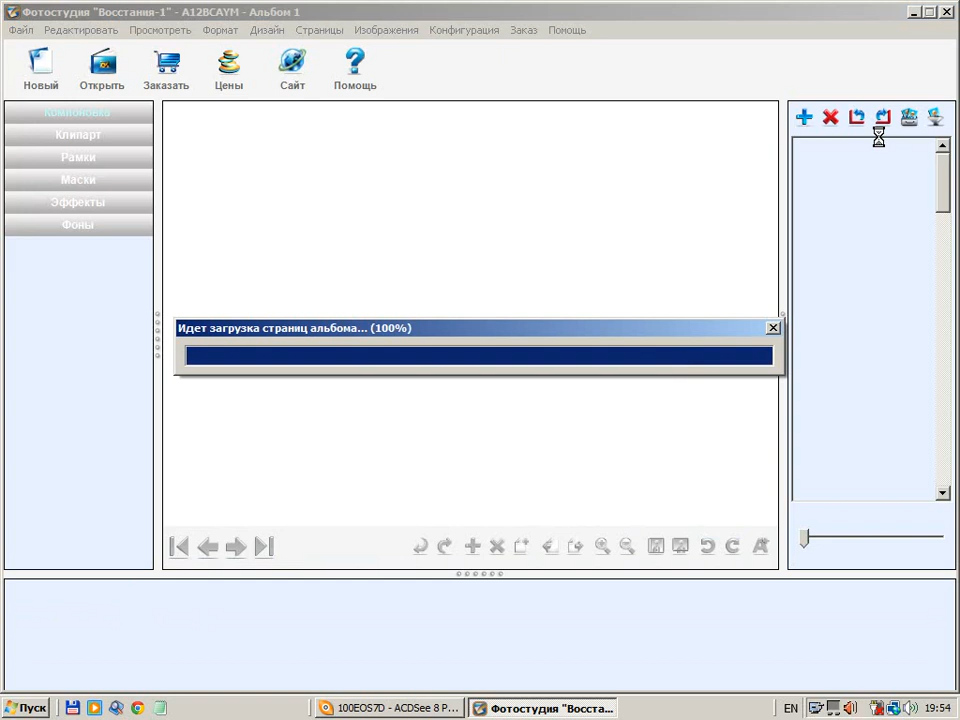 Фотостудия "Восстания-1" - A12BCAYM - Альбом 1
Файл Редактировать Просмотреть Формат Дизайн Страницы Изображения Конфигурация Заказ Помощь
Новый Открыть Заказать Цены Сайт Помощь
Компоновка
Клипарт
Рамки
Маски
Эффекты
Фоны
Идет загрузка страниц альбома... (100%)
Пуск 100EOS7D - ACDSee 8 P... Фотостудия "Восста... EN 19:54